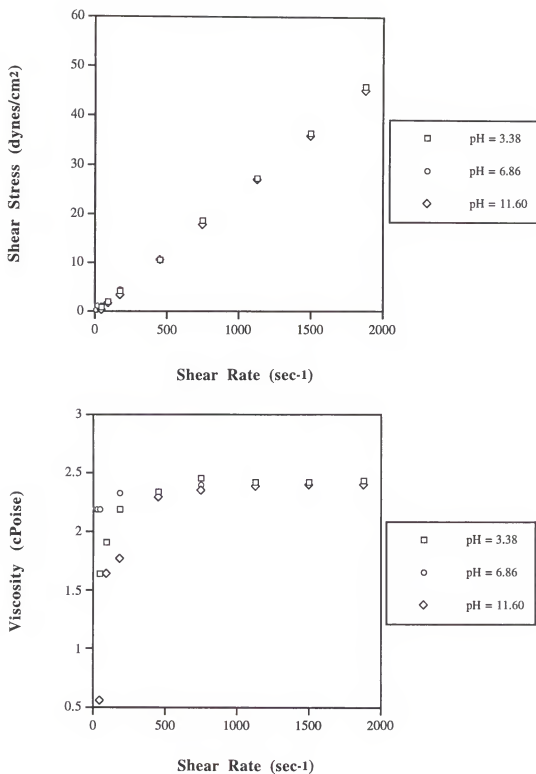 60
50
40
30
20
10
0
0 500 1000 1500 2000
Shear Stress (dynes/cm2)
Shear Rate (sec-1)
pH = 3.38
pH = 6.86
pH = 11.60
3
2.5
2
1.5
1
0.5
0 500 1000 1500 2000
Viscosity (cPoise)
Shear Rate (sec-1)
pH = 3.38
pH = 6.86
pH = 11.60